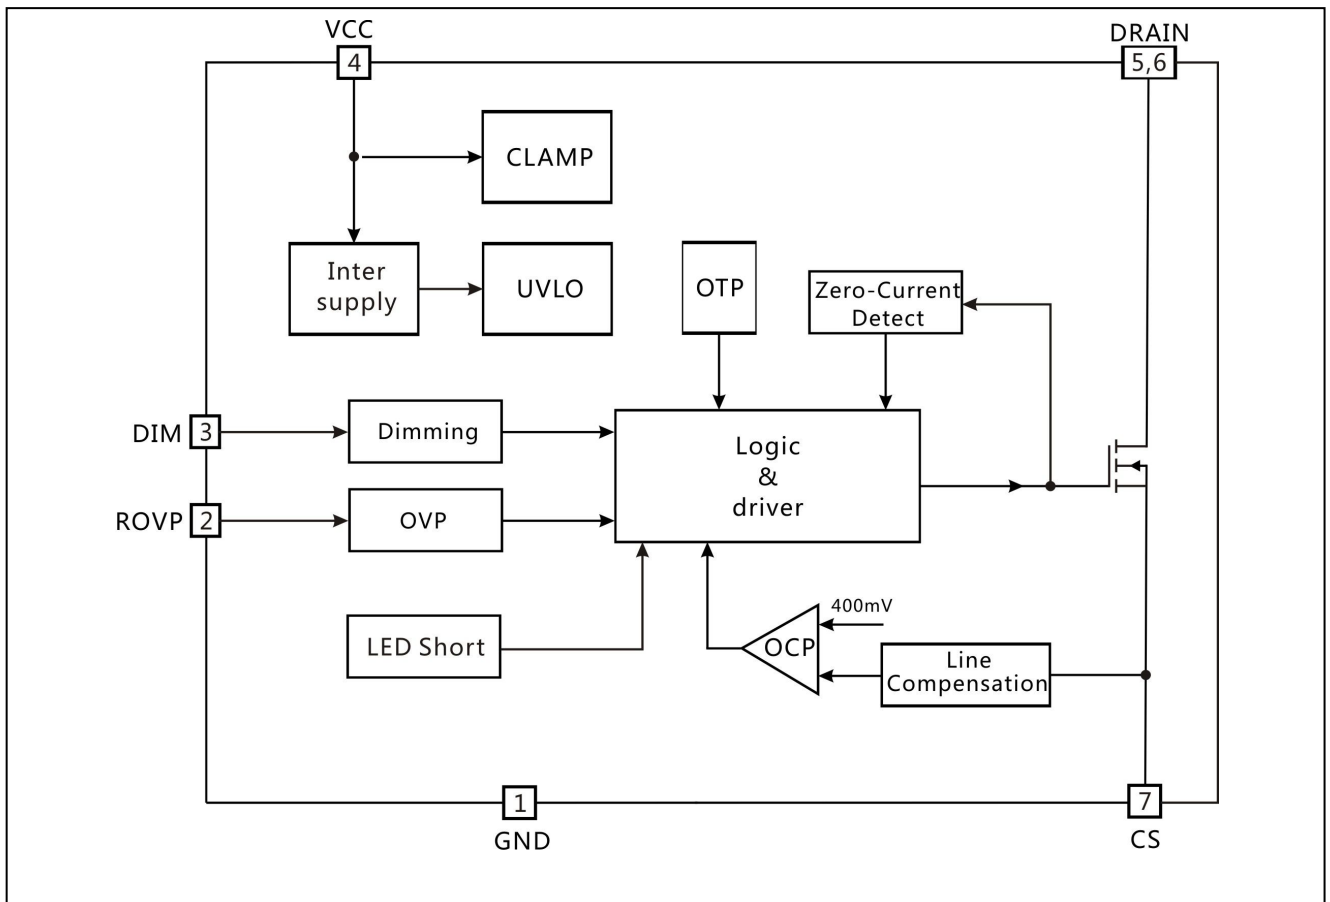 VCC
DRAIN
4
5,6
CLAMP
Inter
supply
UVLO
OTP
Zero-Current
Detect
DIM
3
Dimming
Logic
&
driver
ROVP
2
OVP
400mV
LED Short
OCP
Line
Compensation
1
7
GND
CS